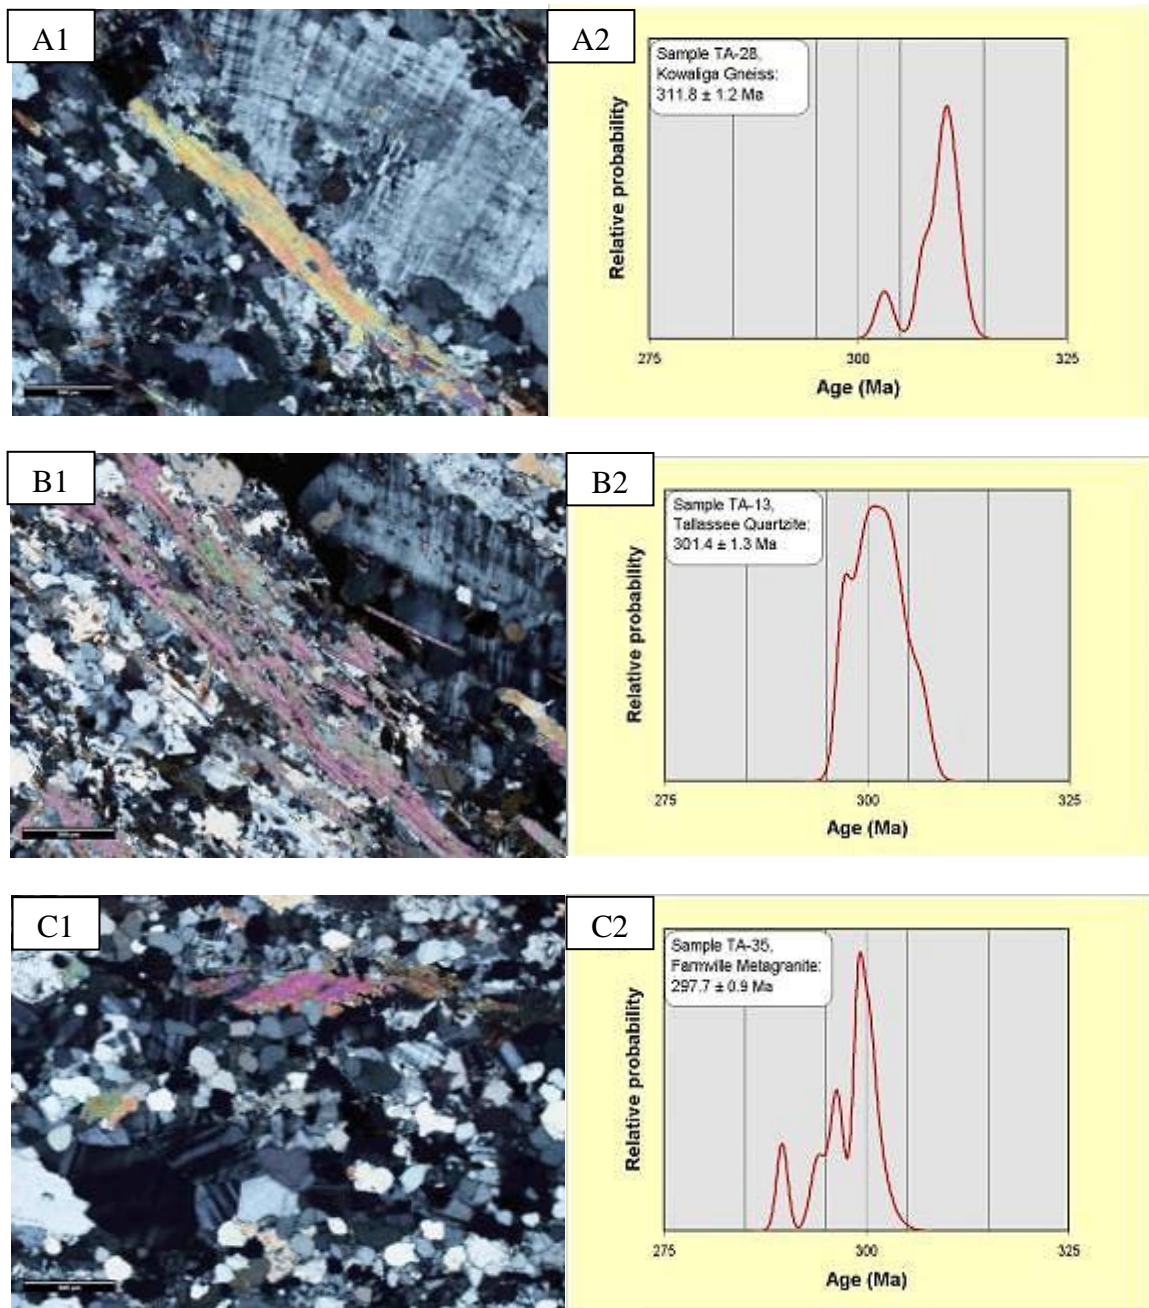 A1
A2
Sample TA-28,
Kowaliga Gneiss:
311.8 ± 1.2 Ma
Relative probability
275
300
325
Age (Ma)
B1
B2
Sample TA-13,
Tallassee Quartzite:
301.4 ± 1.3 Ma
Relative probability
275
300
325
Age (Ma)
C1
C2
Sample TA-35,
Farmville Metagranite:
297.7 ± 0.9 Ma
Relative probability
275
300
325
Age (Ma)